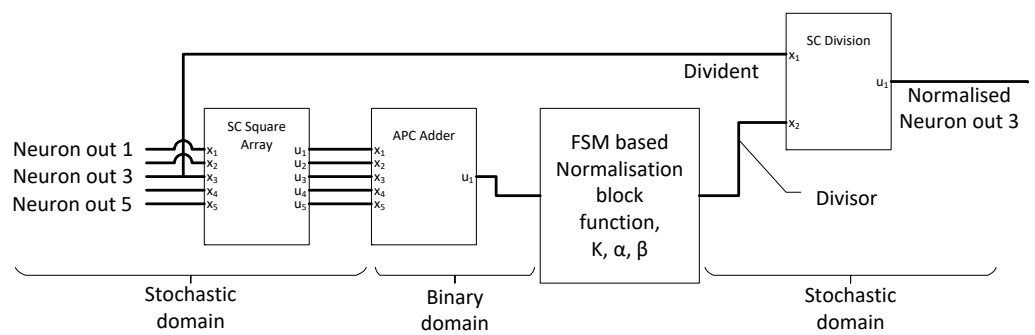 SC Division
x₁
Divident
u₁
Normalised
Neuron out 3
x₂
SC Square
Array
APC Adder
FSM based
Normalisation
block
function,
K, α, β
Neuron out 1
Neuron out 3
Neuron out 5
x₁
x₂
x₃
x₄
x₅
u₁
u₂
u₃
u₄
u₅
x₁
x₂
x₃
x₄
x₅
u₁
Divisor
Stochastic
domain
Binary
domain
Stochastic
domain